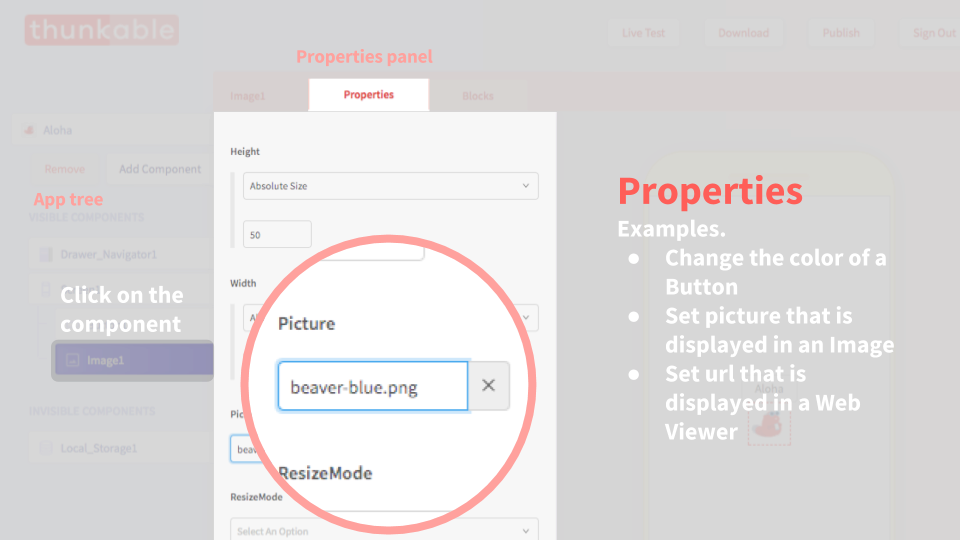 thunkable
Live Test
Download
Publish
Sign Out
Properties panel
Image1
Properties
Blocks
Aloha
Remove
Add Component
App tree
VISIBLE COMPONENTS
Drawer_Navigator1
Click on the
component
Image1
INVISIBLE COMPONENTS
Local_Storage1
Height
Absolute Size
50
Width
Picture
beaver-blue.png
ResizeMode
ResizeMode
Select An Option
Properties
Examples.
● Change the color of a
Button
● Set picture that is
displayed in an Image
● Set url that is
displayed in a Web
Viewer
Aloha